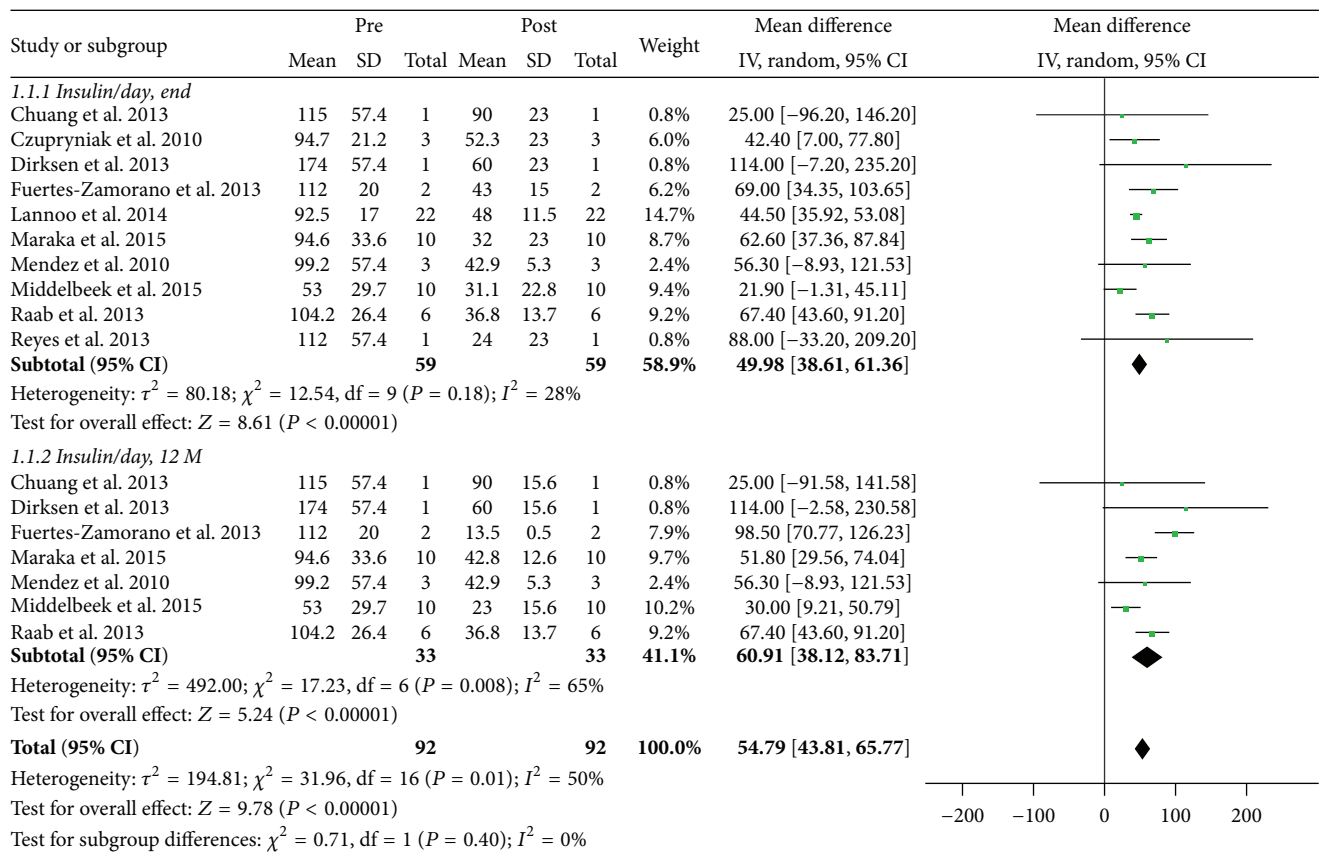 Pre Post Mean difference Mean difference
Study or subgroup Weight
Mean SD Total Mean SD Total IV, random, 95% CI IV, random, 95% CI
1.1.1 Insulin/day, end
Chuang et al. 2013 115 57.4 1 90 23 1 0.8% 25.00 [−96.20, 146.20]
Czupryniak et al. 2010 94.7 21.2 3 52.3 23 3 6.0% 42.40 [7.00, 77.80]
Dirksen et al. 2013 174 57.4 1 60 23 1 0.8% 114.00 [−7.20, 235.20]
Fuertes-Zamorano et al. 2013 112 20 2 43 15 2 6.2% 69.00 [34.35, 103.65]
Lannoo et al. 2014 92.5 17 22 48 11.5 22 14.7% 44.50 [35.92, 53.08]
Maraka et al. 2015 94.6 33.6 10 32 23 10 8.7% 62.60 [37.36, 87.84]
Mendez et al. 2010 99.2 57.4 3 42.9 5.3 3 2.4% 56.30 [−8.93, 121.53]
Middelbeek et al. 2015 53 29.7 10 31.1 22.8 10 9.4% 21.90 [−1.31, 45.11]
Raab et al. 2013 104.2 26.4 6 36.8 13.7 6 9.2% 67.40 [43.60, 91.20]
Reyes et al. 2013 112 57.4 1 24 23 1 0.8% 88.00 [−33.20, 209.20]
Subtotal (95% CI) 59 59 58.9% 49.98 [38.61, 61.36]
Heterogeneity: τ² = 80.18; χ² = 12.54, df = 9 (P = 0.18); I² = 28%
Test for overall effect: Z = 8.61 (P < 0.00001)
1.1.2 Insulin/day, 12 M
Chuang et al. 2013 115 57.4 1 90 15.6 1 0.8% 25.00 [−91.58, 141.58]
Dirksen et al. 2013 174 57.4 1 60 15.6 1 0.8% 114.00 [−2.58, 230.58]
Fuertes-Zamorano et al. 2013 112 20 2 13.5 0.5 2 7.9% 98.50 [70.77, 126.23]
Maraka et al. 2015 94.6 33.6 10 42.8 12.6 10 9.7% 51.80 [29.56, 74.04]
Mendez et al. 2010 99.2 57.4 3 42.9 5.3 3 2.4% 56.30 [−8.93, 121.53]
Middelbeek et al. 2015 53 29.7 10 23 15.6 10 10.2% 30.00 [9.21, 50.79]
Raab et al. 2013 104.2 26.4 6 36.8 13.7 6 9.2% 67.40 [43.60, 91.20]
Subtotal (95% CI) 33 33 41.1% 60.91 [38.12, 83.71]
Heterogeneity: τ² = 492.00; χ² = 17.23, df = 6 (P = 0.008); I² = 65%
Test for overall effect: Z = 5.24 (P < 0.00001)
Total (95% CI) 92 92 100.0% 54.79 [43.81, 65.77]
Heterogeneity: τ² = 194.81; χ² = 31.96, df = 16 (P = 0.01); I² = 50%
Test for overall effect: Z = 9.78 (P < 0.00001)
−200 −100 0 100 200
Test for subgroup differences: χ² = 0.71, df = 1 (P = 0.40); I² = 0%